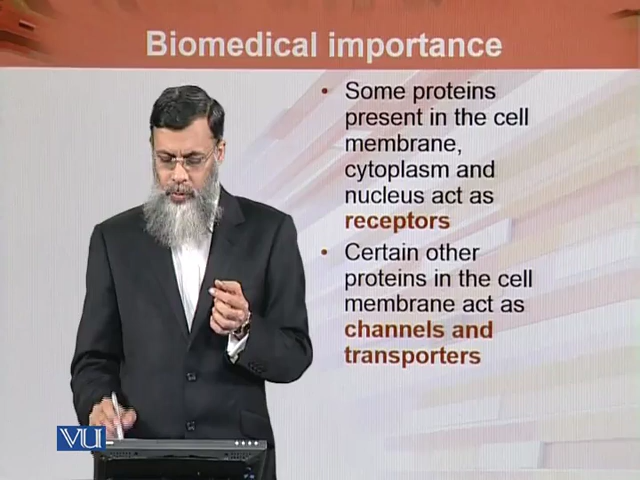 Biomedical importance
• Some proteins
present in the cell
membrane,
cytoplasm and
nucleus act as
receptors
• Certain other
proteins in the cell
membrane act as
channels and
transporters
VU